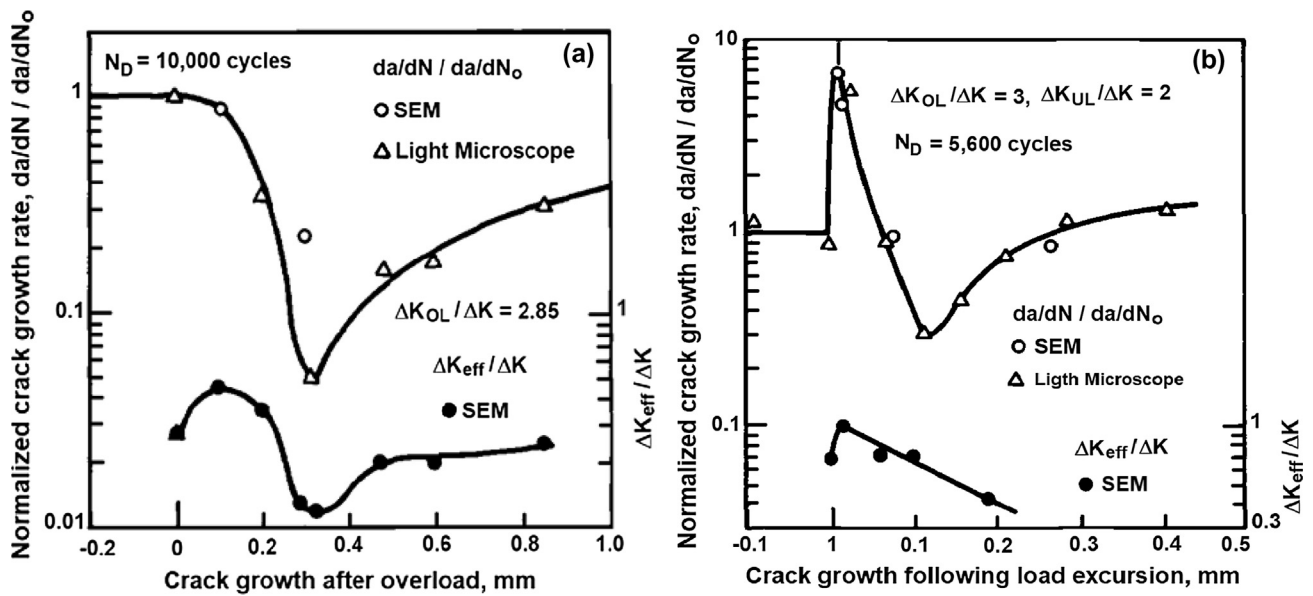 (a)
N_D = 10,000 cycles
da/dN / da/dN_o
SEM
Light Microscope
ΔK_OL/ΔK = 2.85
ΔK_eff/ΔK
SEM
Normalized crack growth rate, da/dN / da/dN_o
1
0.1
0.01
1
ΔK_eff/ΔK
-0.2
0
0.2
0.4
0.6
0.8
1.0
Crack growth after overload, mm
(b)
ΔK_OL/ΔK = 3, ΔK_UL/ΔK = 2
N_D = 5,600 cycles
da/dN / da/dN_o
SEM
Ligth Microscope
ΔK_eff/ΔK
SEM
Normalized crack growth rate, da/dN / da/dN_o
10
1
0.1
1
0.3
ΔK_eff/ΔK
-0.1
1
0.1
0.2
0.3
0.4
0.5
Crack growth following load excursion, mm